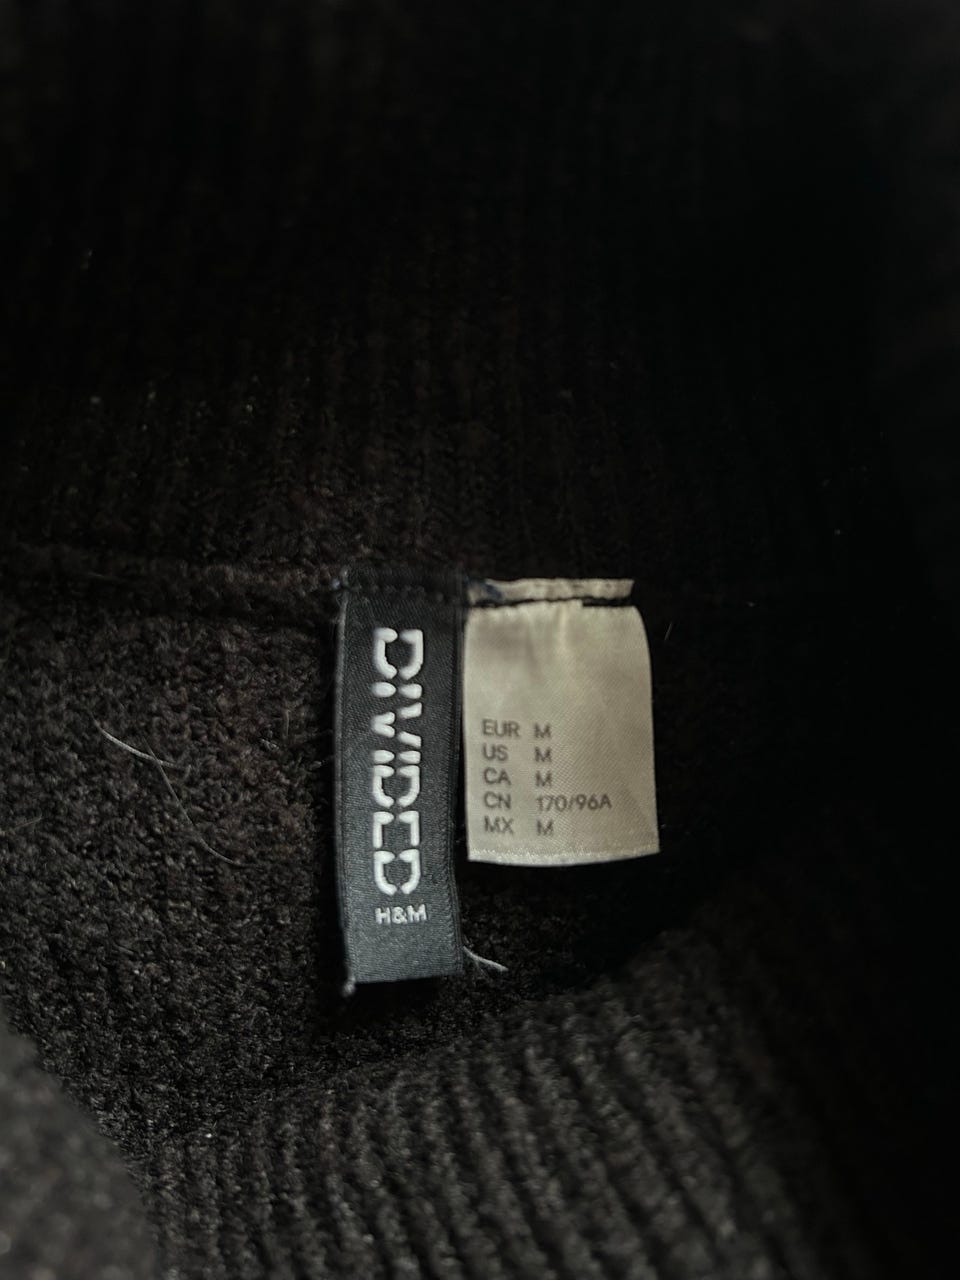 DIVIDED
H&M
EUR M
US M
CA M
CN 170/96A
MX M